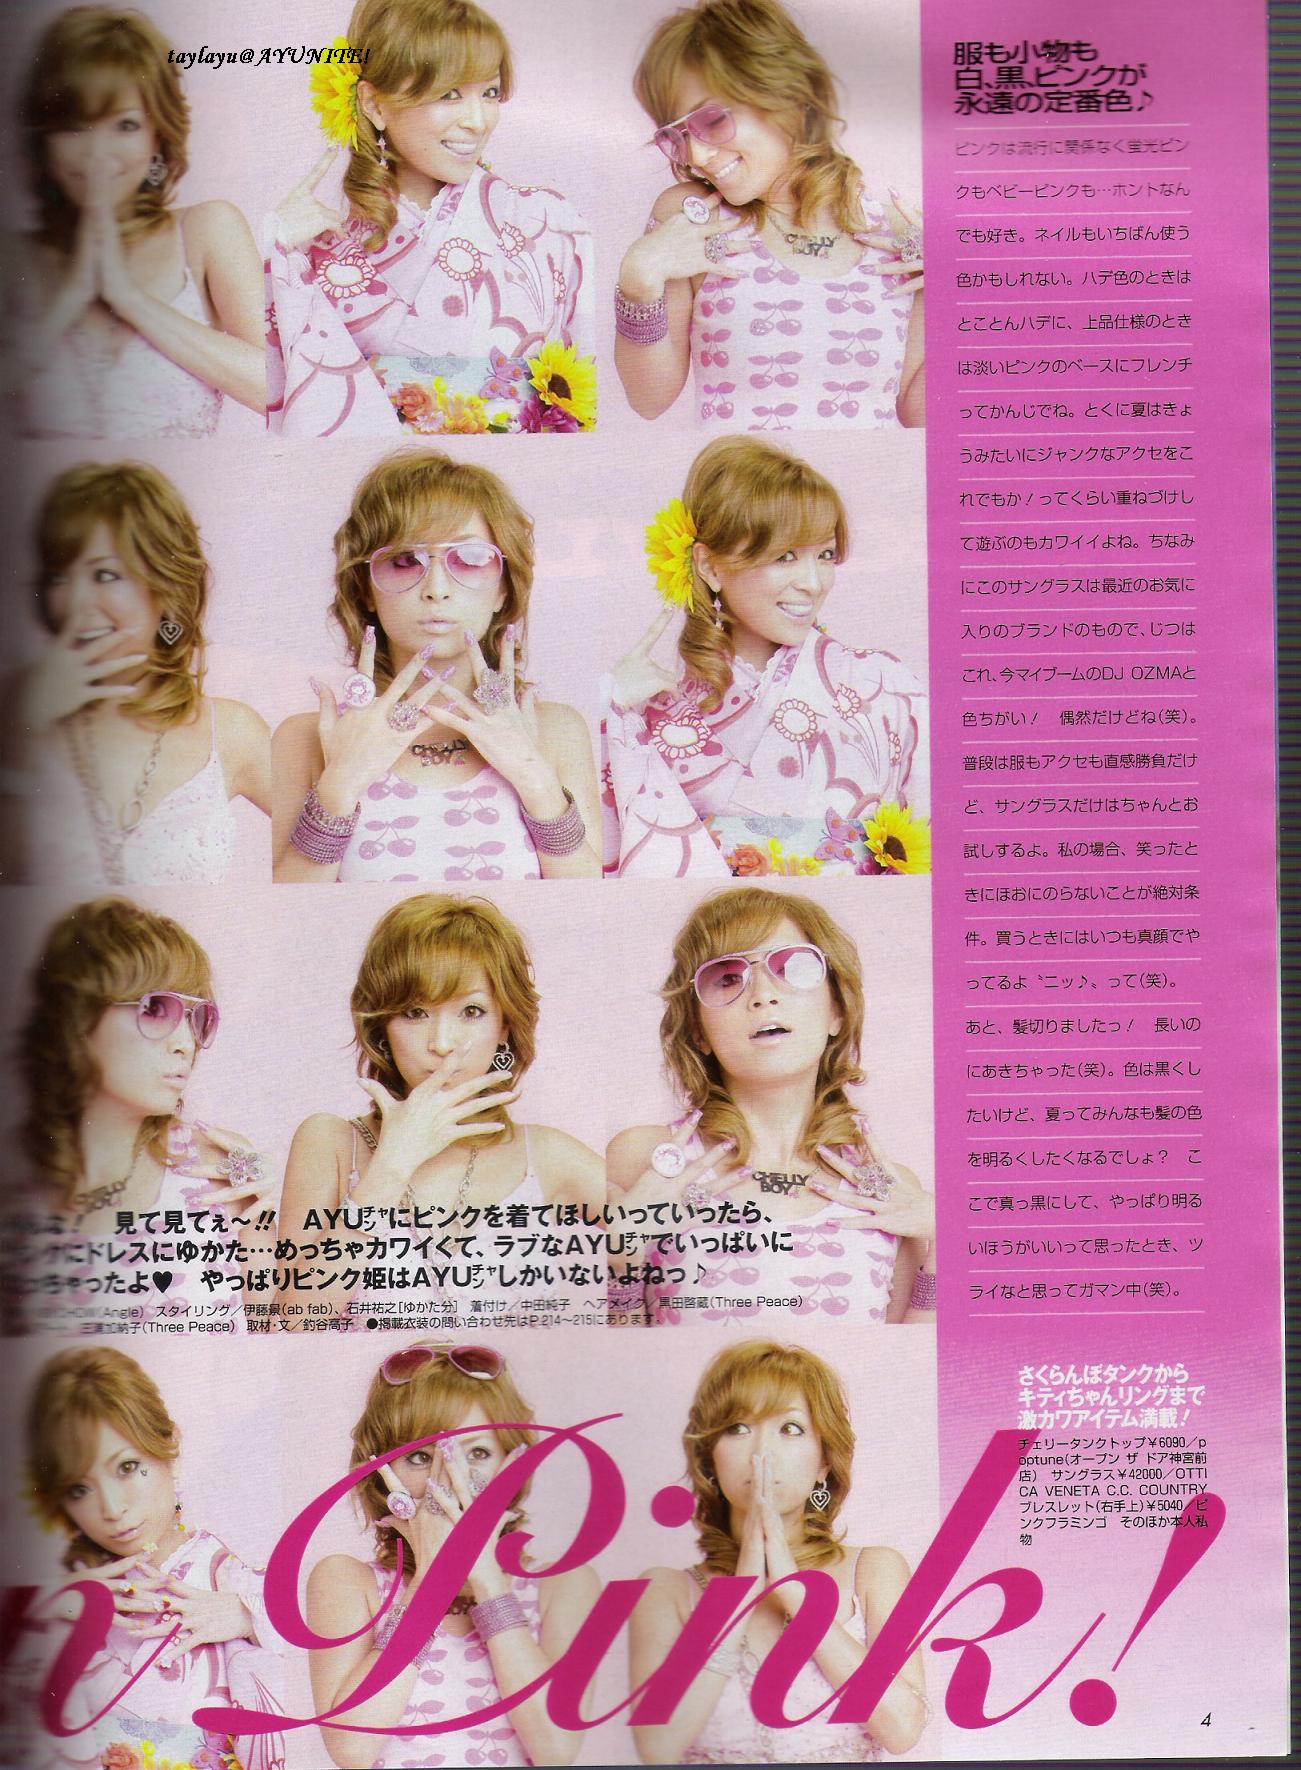 taylayu@AYUNITE!
服も小物も
白、黒、ピンクが
永遠の定番色♪
ピンクは流行に関係なく蛍光ピン
クもベビーピンクも…ホントなん
でも好き。ネイルもいちばん使う
色かもしれない。ハデ色のときは
とことんハデに、上品仕様のとき
は淡いピンクのベースにフレンチ
ってかんじでね。とくに夏はきょ
うみたいにジャンクなアクセをこ
れでもか！ってくらい重ねづけし
て遊ぶのもカワイイよね。ちなみ
にこのサングラスは最近のお気に
入りのブランドのもので、じつは
これ、今マイブームのDJ OZMAと
色ちがい！　偶然だけどね(笑)。
普段は服もアクセも直感勝負だけ
ど、サングラスだけはちゃんとお
試しするよ。私の場合、笑ったと
きにほおにのらないことが絶対条
件。買うときにはいつも真顔でや
ってるよ〝ニッ♪〟って(笑)。
あと、髪切りましたっ！　長いの
にあきちゃった(笑)。色は黒くし
たいけど、夏ってみんなも髪の色
を明るくしたくなるでしょ？　こ
こで真っ黒にして、やっぱり明る
いほうがいいって思ったとき、ツ
ライなと思ってガマン中(笑)。
CHELLY
BOY
CHELLY
BOY
CHELLY
BOY
な！　見て見てぇ〜!!　AYUチャンにピンクを着てほしいっていったら、
にドレスにゆかた…めっちゃカワイくて、ラブなAYUチャンでいっぱいに
っちゃったよ♥　やっぱりピンク姫はAYUチャンしかいないよねっ♪
(Angle)　スタイリング／伊藤景(ab fab)、石井祐之[ゆかた分]　着付け／中田純子　ヘアメイク／黒田啓蔵(Three Peace)
三浦加納子(Three Peace)　取材・文／釣谷高子　●掲載衣装の問い合わせ先はP.214〜215にあります。
さくらんぼタンクから
キティちゃんリングまで
激カワアイテム満載！
チェリータンクトップ￥6090／p
optune(オープン ザ ドア神宮前
店)　サングラス￥42000／OTTI
CA VENETA C.C. COUNTRY
ブレスレット(右手上)￥5040／ピ
ンクフラミンゴ　そのほか本人私
物
n Pink!
4